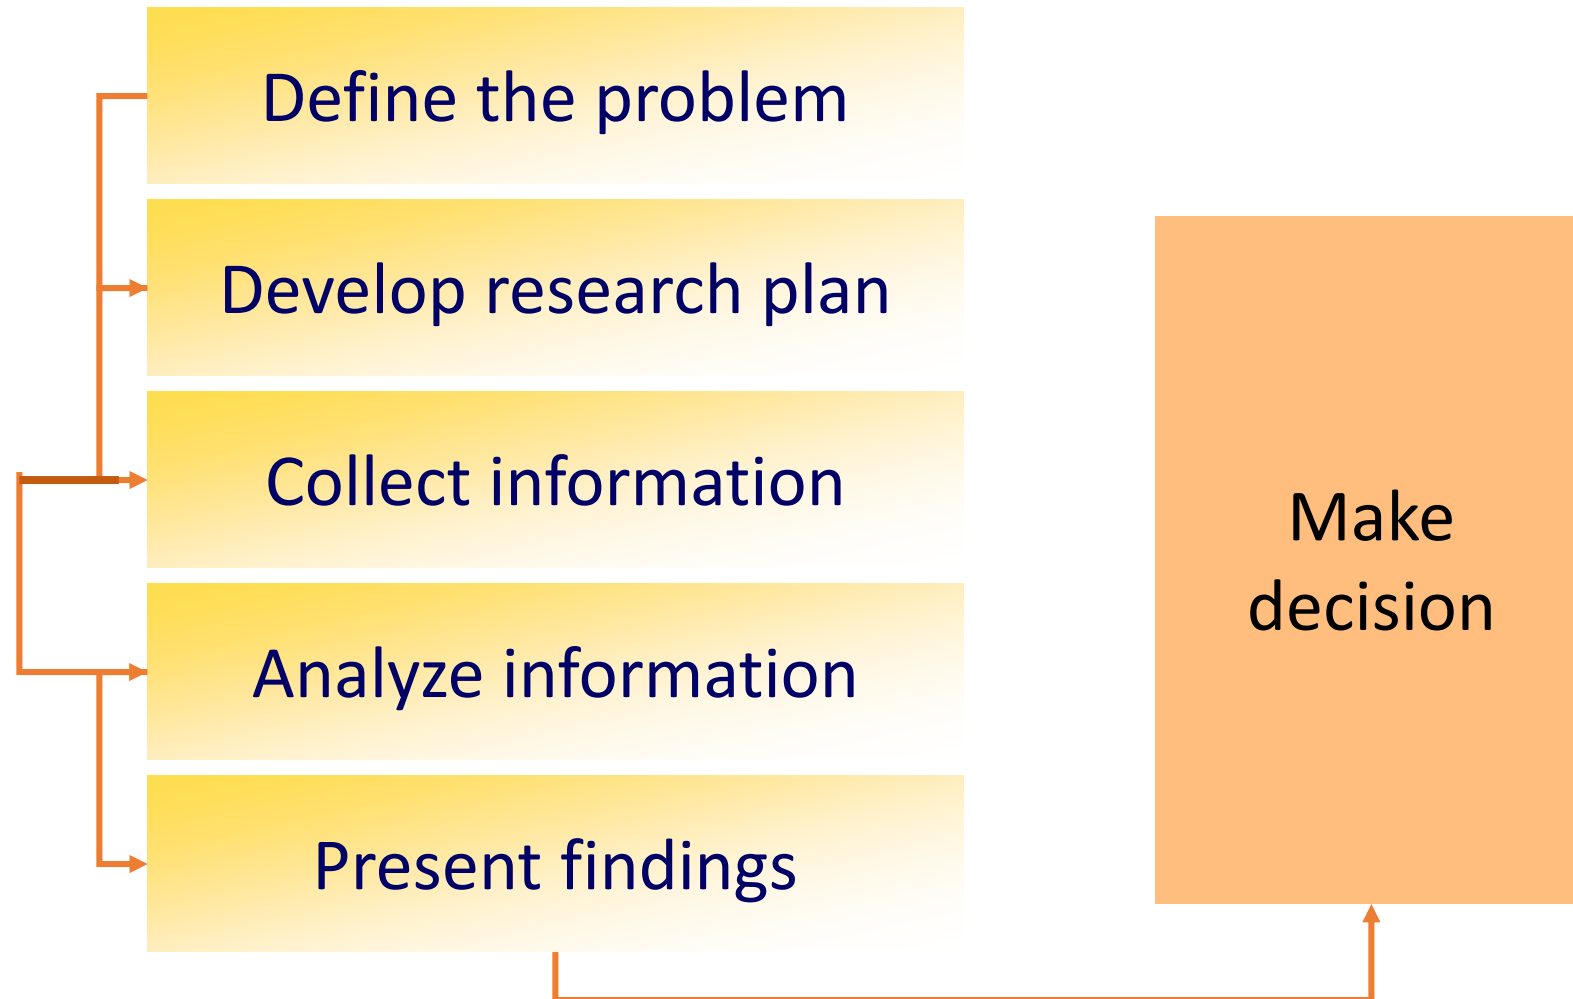 Define the problem
Develop research plan
Collect information
Analyze information
Present findings
Make
decision